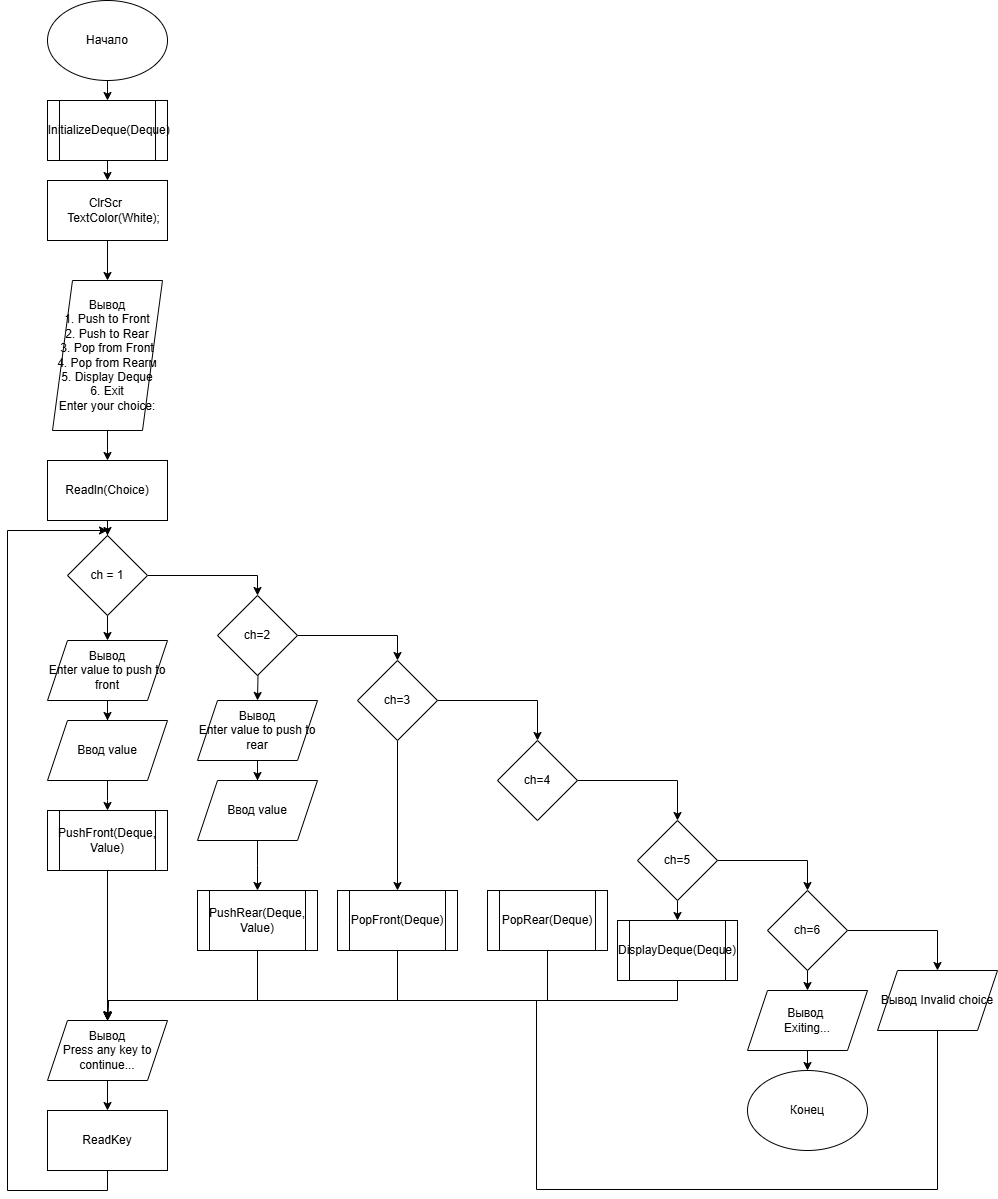 Начало
InitializeDeque(Deque)
ClrScr
TextColor(White);
Вывод
1. Push to Front
2. Push to Rear
3. Pop from Front
4. Pop from Rearм
5. Display Deque
6. Exit
Enter your choice:
Readln(Choice)
ch = 1
ch=2
ch=3
ch=4
ch=5
ch=6
Вывод
Enter value to push to
front
Ввод value
PushFront(Deque,
Value)
Вывод
Enter value to push to
rear
Ввод value
PushRear(Deque,
Value)
PopFront(Deque)
PopRear(Deque)
DisplayDeque(Deque)
Вывод
Exiting...
Вывод Invalid choice
Конец
Вывод
Press any key to
continue...
ReadKey